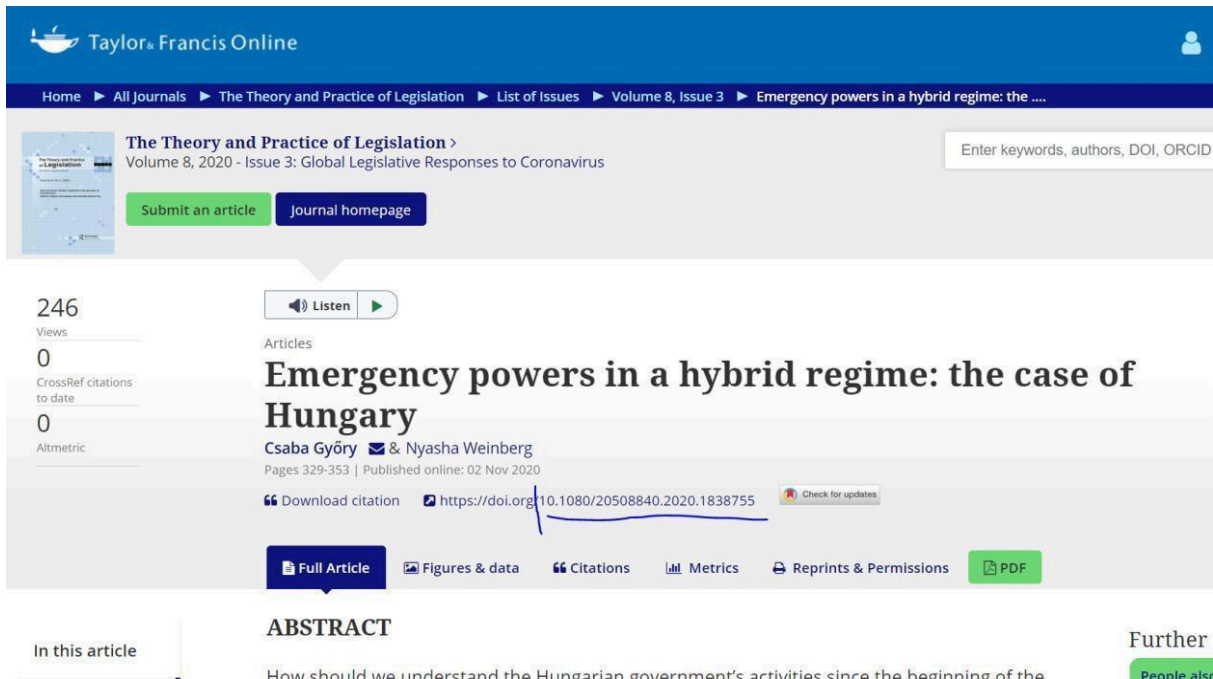 Taylor & Francis Online
Home ▶ All Journals ▶ The Theory and Practice of Legislation ▶ List of Issues ▶ Volume 8, Issue 3 ▶ Emergency powers in a hybrid regime: the ....
The Theory and Practice of Legislation >
Volume 8, 2020 - Issue 3: Global Legislative Responses to Coronavirus
Enter keywords, authors, DOI, ORCID
Submit an article
Journal homepage
246
Views
0
CrossRef citations
to date
0
Altmetric
Listen
Articles
Emergency powers in a hybrid regime: the case of
Hungary
Csaba Győry & Nyasha Weinberg
Pages 329-353 | Published online: 02 Nov 2020
Download citation https://doi.org/10.1080/20508840.2020.1838755 Check for updates
Full Article Figures & data Citations Metrics Reprints & Permissions PDF
In this article
ABSTRACT
How should we understand the Hungarian government's activities since the beginning of the
Further
People also